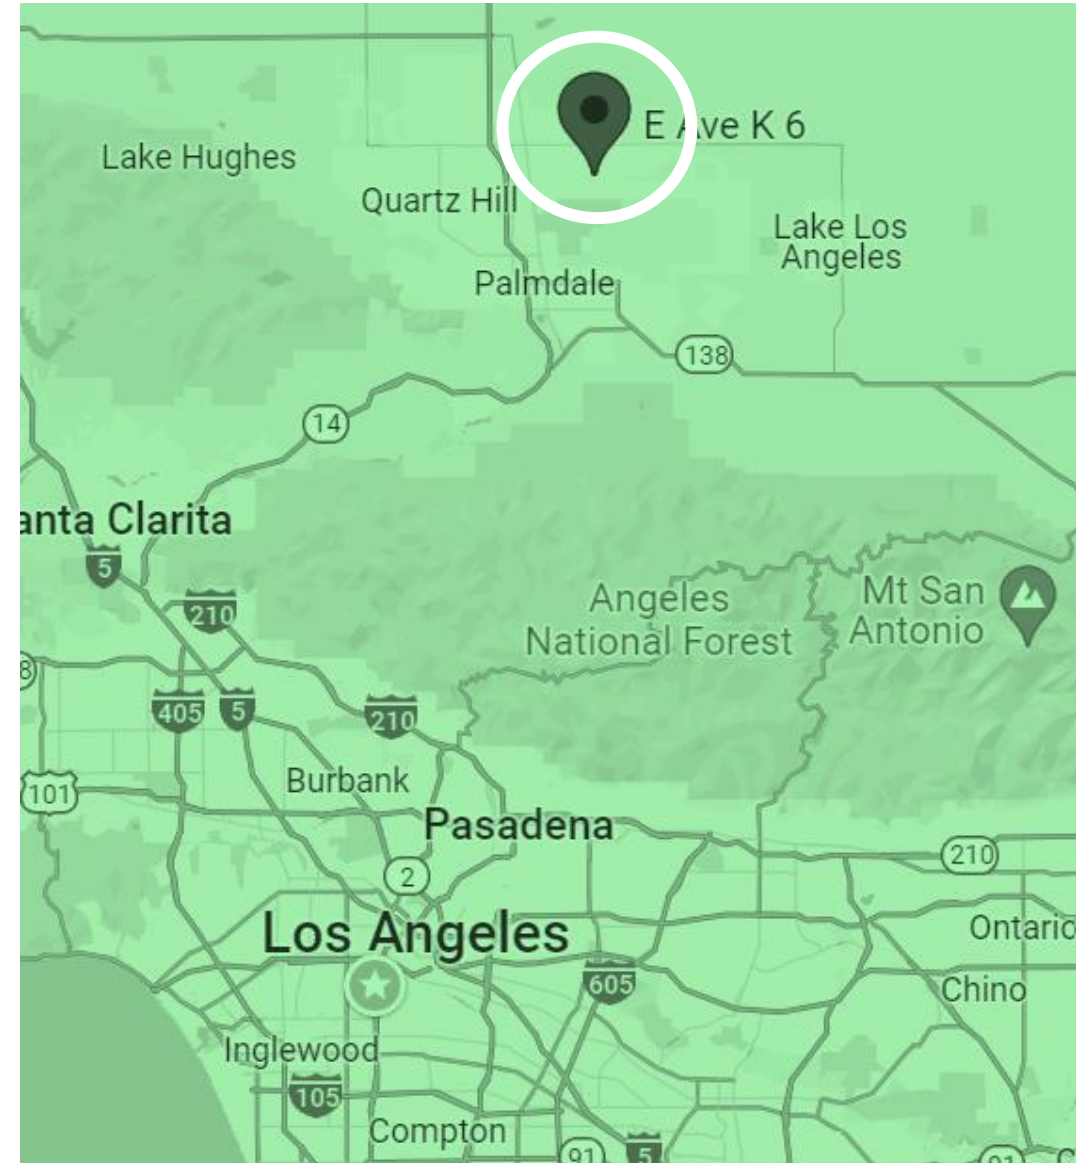 E Ave K 6
Lake Hughes
Quartz Hill
Lake Los
Angeles
Palmdale
138
14
anta Clarita
5
210
Angeles
National Forest
Mt San
Antonio
8
405
5
210
Burbank
101
Pasadena
210
2
Los Angeles
Ontario
605
Chino
Inglewood
105
Compton
91
5
91
C